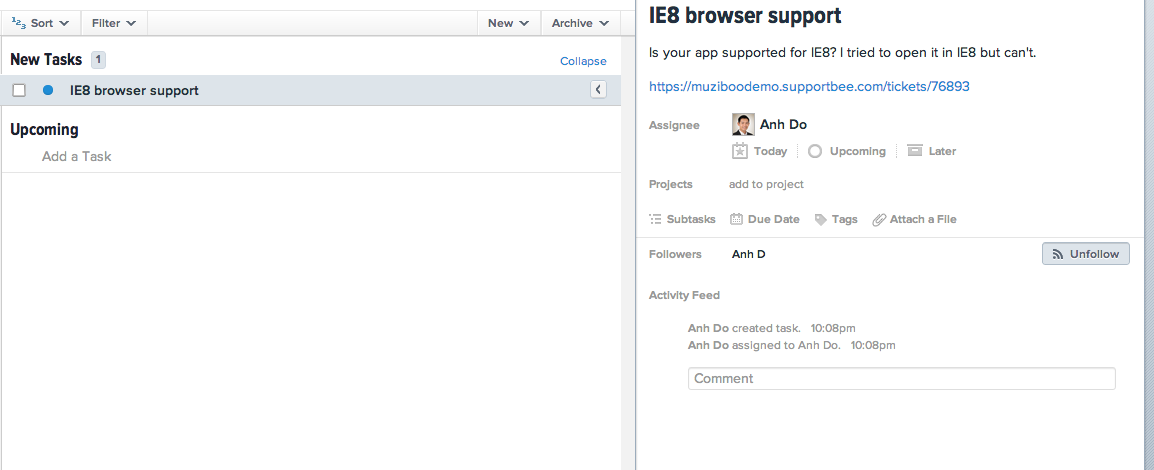 Sort
Filter
New
Archive
New Tasks 1
Collapse
IE8 browser support
Upcoming
Add a Task
IE8 browser support
Is your app supported for IE8? I tried to open it in IE8 but can't.
https://muziboodemo.supportbee.com/tickets/76893
Assignee Anh Do
Today Upcoming Later
Projects add to project
Subtasks Due Date Tags Attach a File
Followers Anh D Unfollow
Activity Feed
Anh Do created task. 10:08pm
Anh Do assigned to Anh Do. 10:08pm
Comment